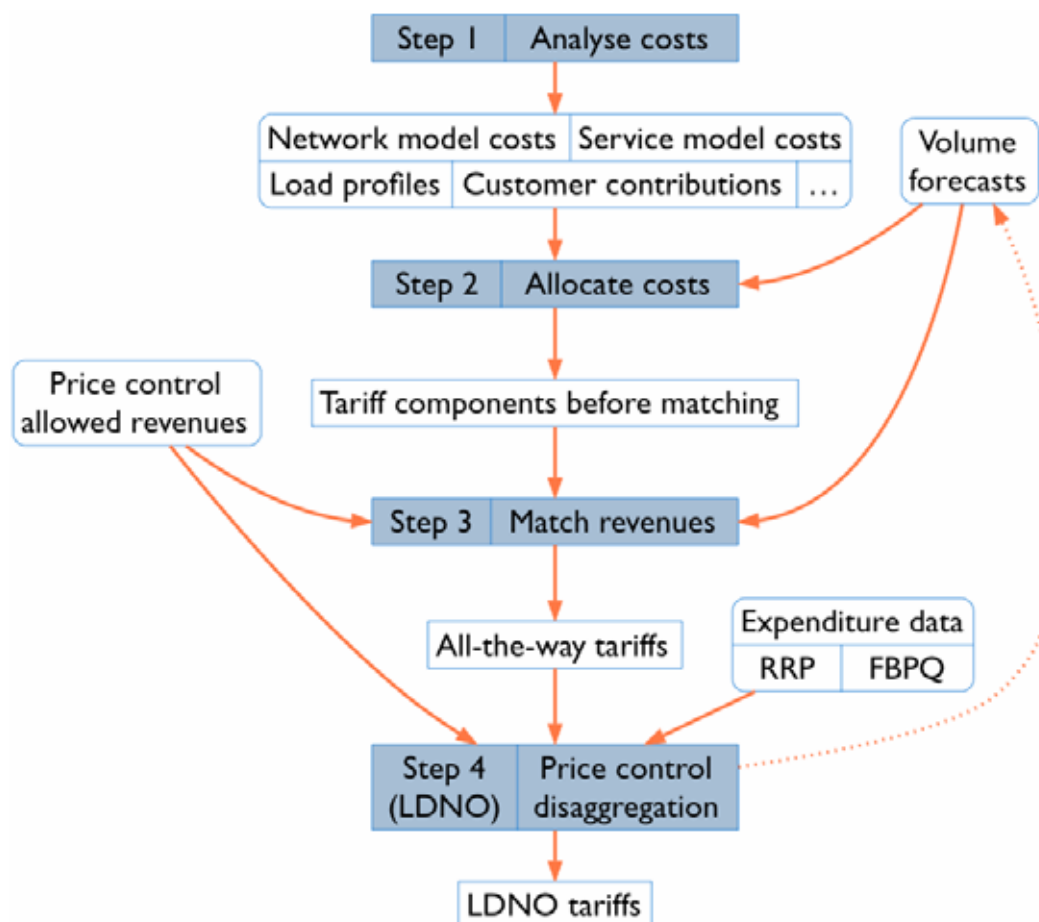 Step 1 Analyse costs
Network model costs Service model costs
Load profiles Customer contributions ...
Volume
forecasts
Step 2 Allocate costs
Price control
allowed revenues
Tariff components before matching
Step 3 Match revenues
All-the-way tariffs
Expenditure data
RRP FBPQ
Step 4
(LDNO)
Price control
disaggregation
LDNO tariffs